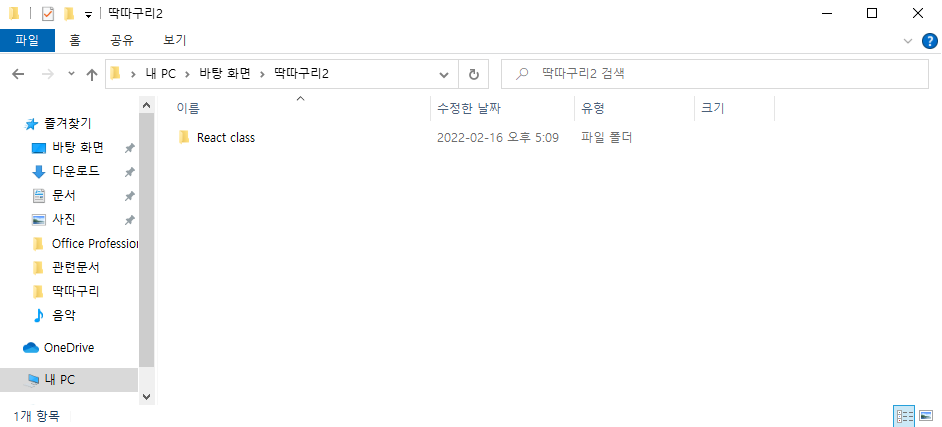 딱따구리2
파일 홈 공유 보기
내 PC 바탕 화면 딱따구리2
딱따구리2 검색
이름 수정한 날짜 유형 크기
React class 2022-02-16 오후 5:09 파일 폴더
즐겨찾기
바탕 화면
다운로드
문서
사진
Office Profession
관련문서
딱따구리
음악
OneDrive
내 PC
1개 항목